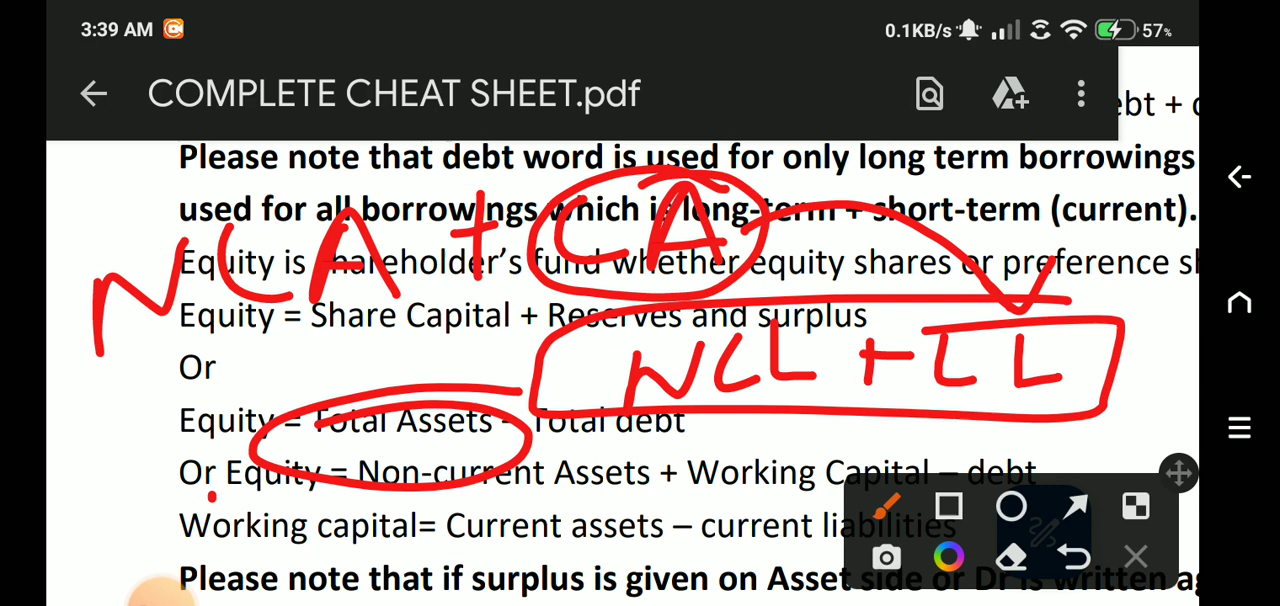 3:39 AM 0.1KB/s 57%
COMPLETE CHEAT SHEET.pdf
ebt + c
Please note that debt word is used for only long term borrowings
used for all borrowings which is long-term + short-term (current).
NCA + CA
Equity is shareholder's fund whether equity shares or preference sh
Equity = Share Capital + Reserves and surplus
NCL + CL
Or
Equity = Total Assets – Total debt
Or Equity = Non-current Assets + Working Capital – debt
Working capital= Current assets – current liabilities
Please note that if surplus is given on Asset side or Dr is written ag